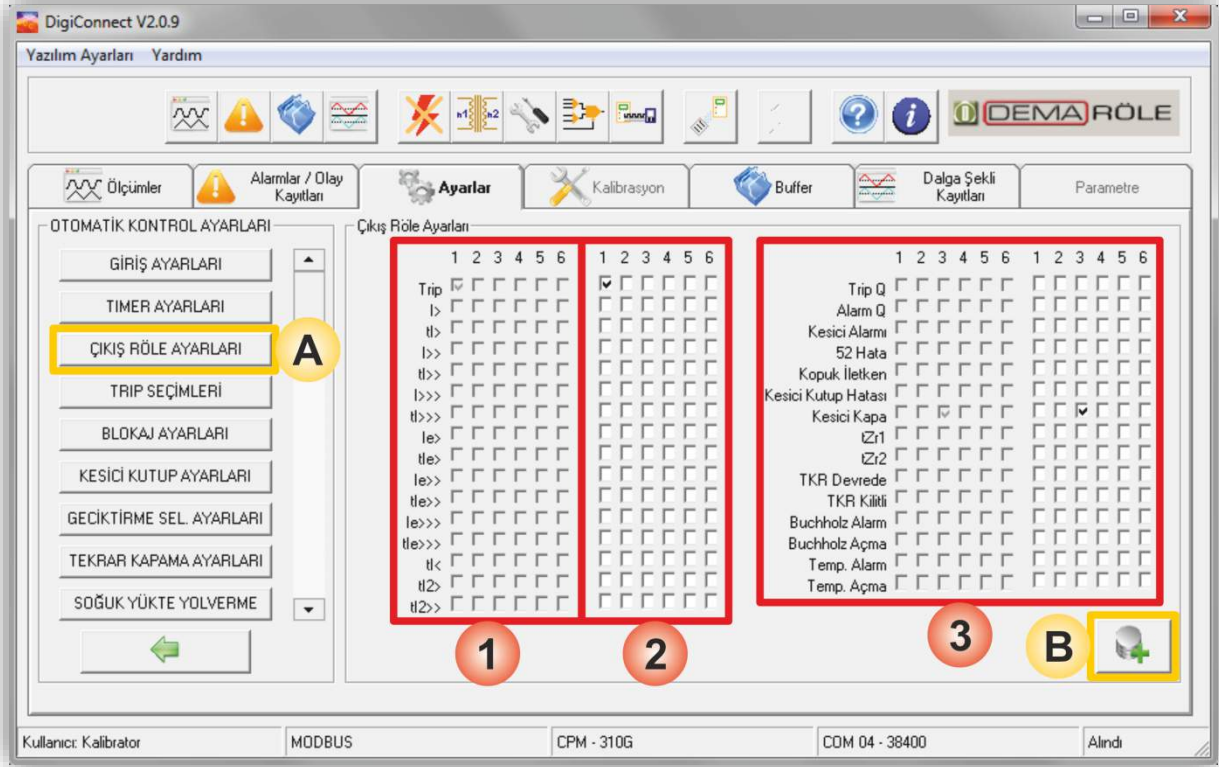 DigiConnect V2.0.9
Yazılım Ayarları Yardım
n1 n2
DEMA RÖLE
Ölçümler
Alarmlar / Olay
Kayıtları
Ayarlar
Kalibrasyon
Buffer
Dalga Şekli
Kayıtları
Parametre
OTOMATİK KONTROL AYARLARI
GİRİŞ AYARLARI
TIMER AYARLARI
ÇIKIŞ RÖLE AYARLARI
A
TRIP SEÇİMLERİ
BLOKAJ AYARLARI
KESİCİ KUTUP AYARLARI
GECİKTİRME SEL. AYARLARI
TEKRAR KAPAMA AYARLARI
SOĞUK YÜKTE YOLVERME
Çıkış Röle Ayarları
1 2 3 4 5 6 1 2 3 4 5 6
Trip
I>
tI>
I>>
tI>>
I>>>
tI>>>
Ie>
tIe>
Ie>>
tIe>>
Ie>>>
tIe>>>
tI<
tI2>
tI2>>
1
2
1 2 3 4 5 6 1 2 3 4 5 6
Trip Q
Alarm Q
Kesici Alarmı
52 Hata
Kopuk İletken
Kesici Kutup Hatası
Kesici Kapa
tZr1
tZr2
TKR Devrede
TKR Kilitli
Buchholz Alarm
Buchholz Açma
Temp. Alarm
Temp. Açma
3
B
Kullanıcı: Kalibrator
MODBUS
CPM - 310G
COM 04 - 38400
Alındı